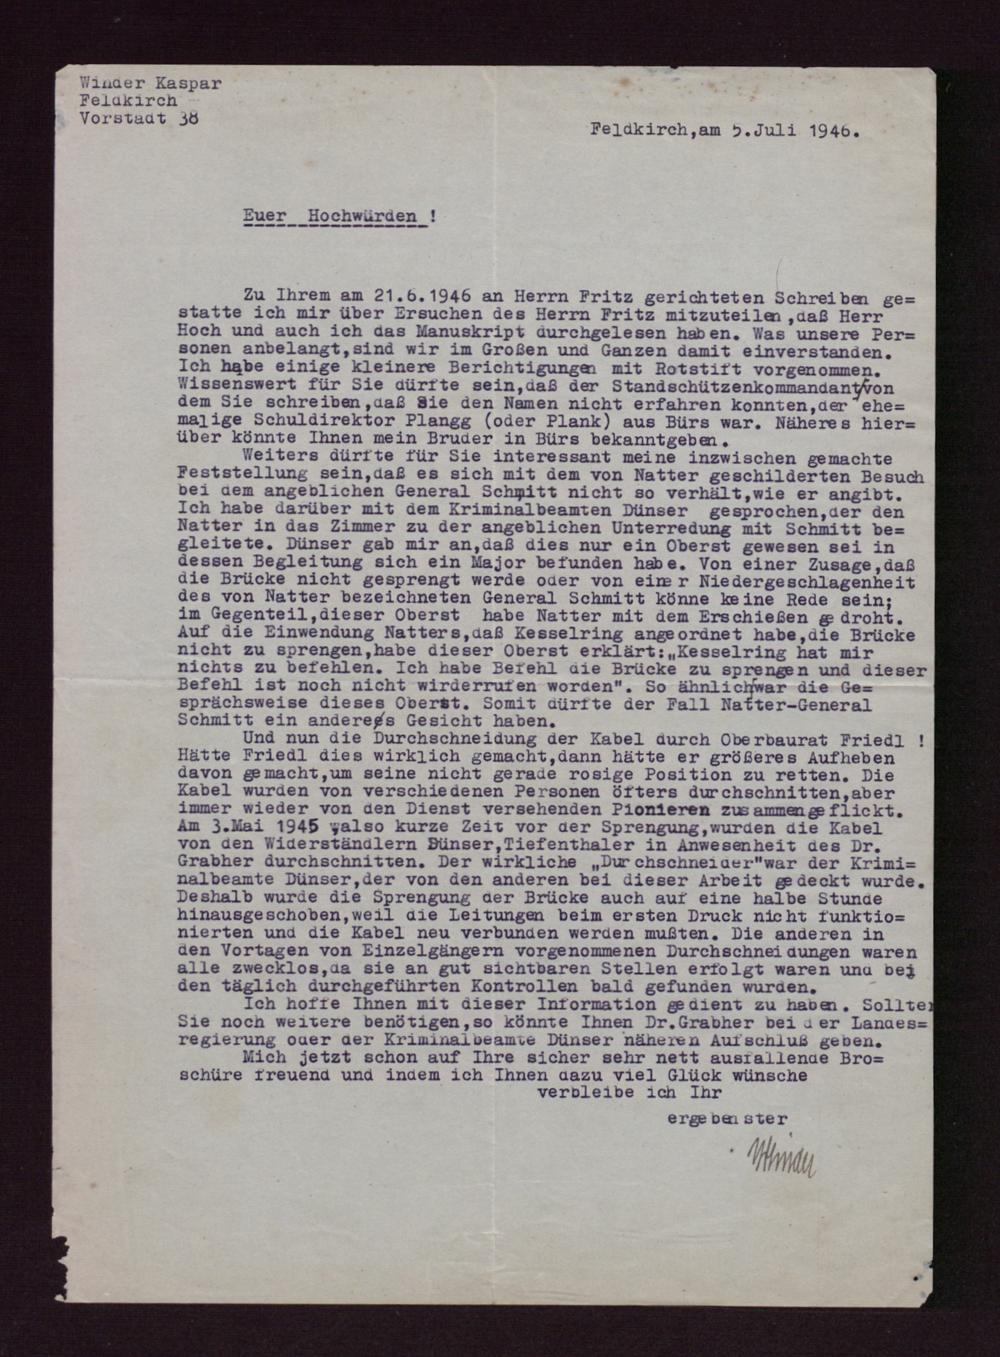 Winder Kaspar
Feldkirch
Vorstadt 38
Feldkirch,am 5.Juli 1946.
Euer Hochwürden !
Zu Ihrem am 21.6.1946 an Herrn Fritz gerichteten Schreiben ge=
statte ich mir über Ersuchen des Herrn Fritz mitzuteilen,daß Herr
Hoch und auch ich das Manuskript durchgelesen haben. Was unsere Per=
sonen anbelangt,sind wir im Großen und Ganzen damit einverstanden.
Ich habe einige kleinere Berichtigungen mit Rotstift vorgenommen.
Wissenswert für Sie dürfte sein,daß der Standschützenkommandant,von
dem Sie schreiben,daß Sie den Namen nicht erfahren konnten,der ehe=
malige Schuldirektor Plangg (oder Plank) aus Bürs war. Näheres hier=
über könnte Ihnen mein Bruder in Bürs bekanntgeben.
Weiters dürfte für Sie interessant meine inzwischen gemachte
Feststellung sein,daß es sich mit dem von Natter geschilderten Besuch
bei dem angeblichen General Schmitt nicht so verhält,wie er angibt.
Ich habe darüber mit dem Kriminalbeamten Dünser gesprochen,der den
Natter in das Zimmer zu der angeblichen Unterredung mit Schmitt be=
gleitete. Dünser gab mir an,daß dies nur ein Oberst gewesen sei in
dessen Begleitung sich ein Major befunden habe. Von einer Zusage,daß
die Brücke nicht gesprengt werde oder von einer Niedergeschlagenheit
des von Natter bezeichneten General Schmitt könne keine Rede sein;
im Gegenteil,dieser Oberst habe Natter mit dem Erschießen gedroht.
Auf die Einwendung Natters,daß Kesselring angeordnet habe,die Brücke
nicht zu sprengen,habe dieser Oberst erklärt:„Kesselring hat mir
nichts zu befehlen. Ich habe Befehl die Brücke zu sprengen und dieser
Befehl ist noch nicht wirderrufen worden". So ähnlich war die Ge=
sprächsweise dieses Oberst. Somit dürfte der Fall Natter-General
Schmitt ein anderes Gesicht haben.
Und nun die Durchschneidung der Kabel durch Oberbaurat Friedl !
Hätte Friedl dies wirklich gemacht,dann hätte er größeres Aufheben
davon gemacht,um seine nicht gerade rosige Position zu retten. Die
Kabel wurden von verschiedenen Personen öfters durchschnitten,aber
immer wieder von den Dienst versehenden Pionieren zusammengeflickt.
Am 3.Mai 1945 ,also kurze Zeit vor der Sprengung,wurden die Kabel
von den Widerständlern Dünser,Tiefenthaler in Anwesenheit des Dr.
Grabher durchschnitten. Der wirkliche „Durchschneider"war der Krimi=
nalbeamte Dünser,der von den anderen bei dieser Arbeit gedeckt wurde.
Deshalb wurde die Sprengung der Brücke auch auf eine halbe Stunde
hinausgeschoben,weil die Leitungen beim ersten Druck nicht funktio=
nierten und die Kabel neu verbunden werden mußten. Die anderen in
den Vortagen von Einzelgängern vorgenommenen Durchschneidungen waren
alle zwecklos,da sie an gut sichtbaren Stellen erfolgt waren und bei
den täglich durchgeführten Kontrollen bald gefunden wurden.
Ich hoffe Ihnen mit dieser Information gedient zu haben. Sollten
Sie noch weitere benötigen,so könnte Ihnen Dr.Grabher bei der Landes=
regierung oder der Kriminalbeamte Dünser näheren Aufschluß geben.
Mich jetzt schon auf Ihre sicher sehr nett ausfallende Bro=
schüre freuend und indem ich Ihnen dazu viel Glück wünsche
verbleibe ich Ihr
ergebenster
Winder